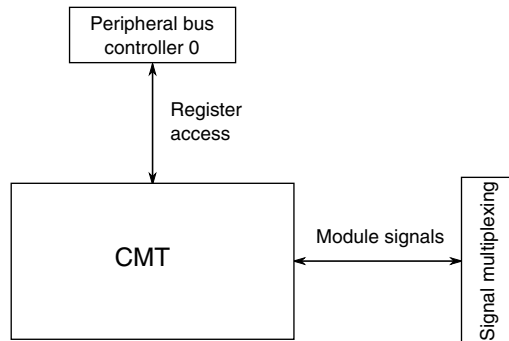 Peripheral bus
controller 0
Register
access
CMT
Module signals
Signal multiplexing